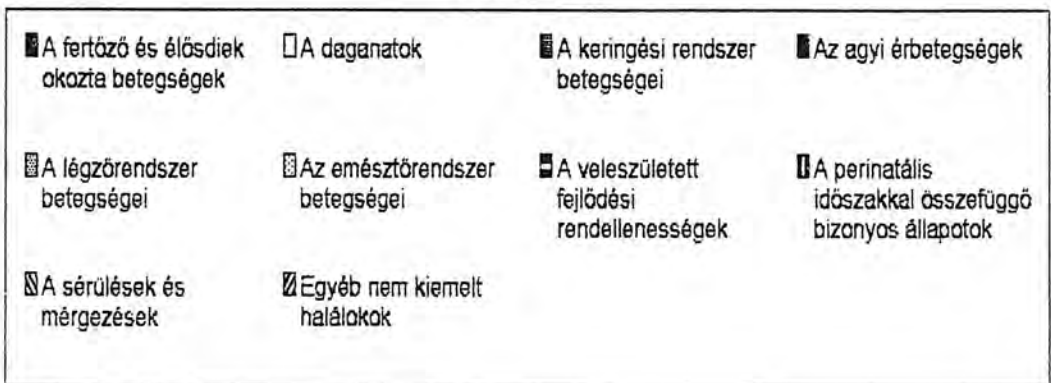 A fertőző és élősdiek
okozta betegségek
A daganatok
A keringési rendszer
betegségei
Az agyi érbetegségek
A légzőrendszer
betegségei
Az emésztőrendszer
betegségei
A veleszületett
fejlődési
rendellenességek
A perinatális
időszakkal összefüggő
bizonyos állapotok
A sérülések és
mérgezések
Egyéb nem kiemelt
halálokok